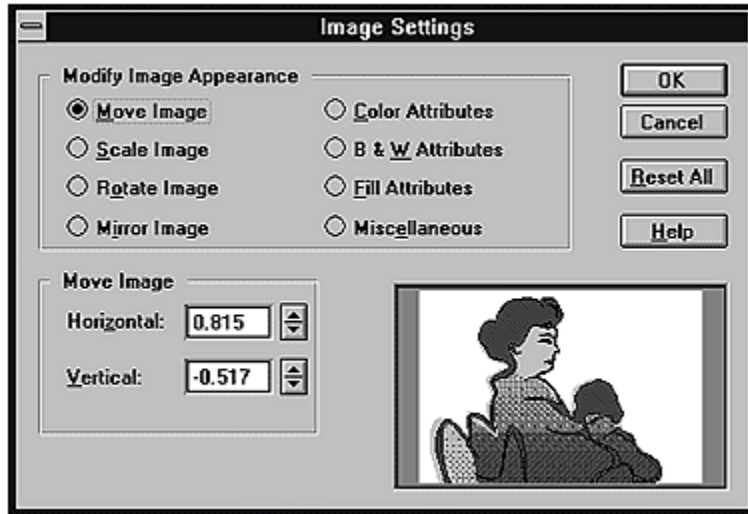 Image Settings
Modify Image Appearance
Move Image
Color Attributes
Scale Image
B & W Attributes
Rotate Image
Fill Attributes
Mirror Image
Miscellaneous
OK
Cancel
Reset All
Help
Move Image
Horizontal: 0.815
Vertical: -0.517